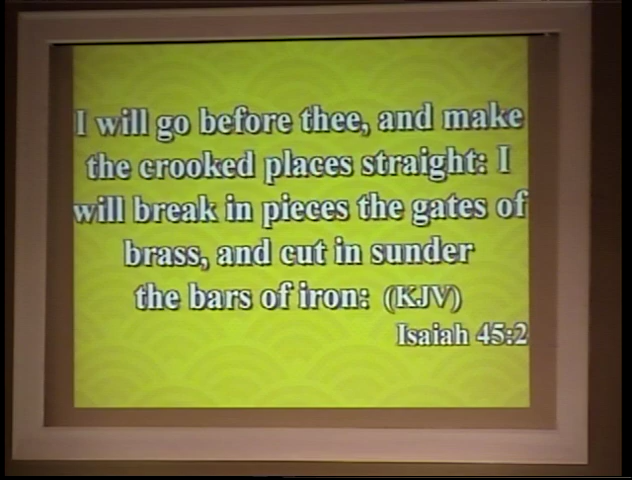 I will go before thee, and make
the crooked places straight: I
will break in pieces the gates of
brass, and cut in sunder
the bars of iron: (KJV)
Isaiah 45:2